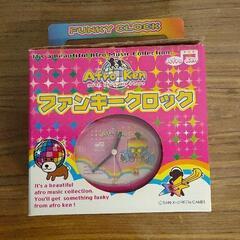 FUNKY CLOCK
It's a Beautiful Afro Music Collection...
Afro Ken
ファンキークロック
It's a beautiful
afro music collection.
You'll get something funky
from afro ken!